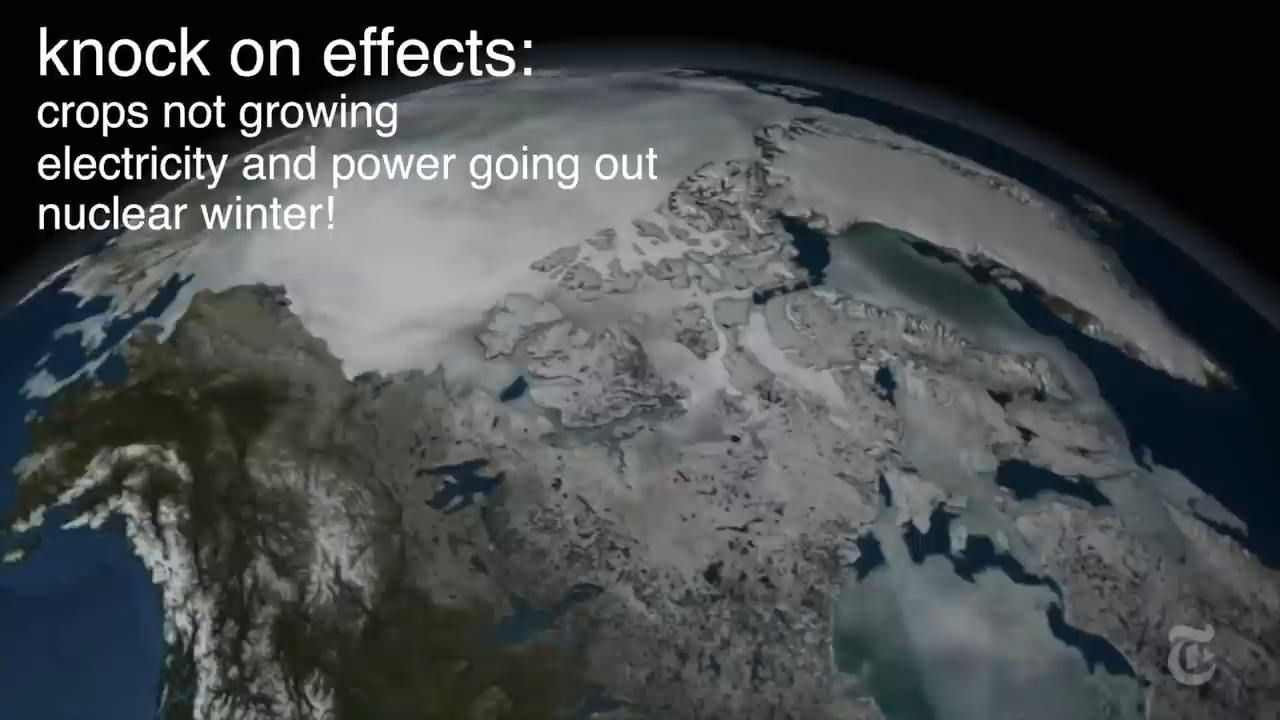 knock on effects:
crops not growing
electricity and power going out
nuclear winter!